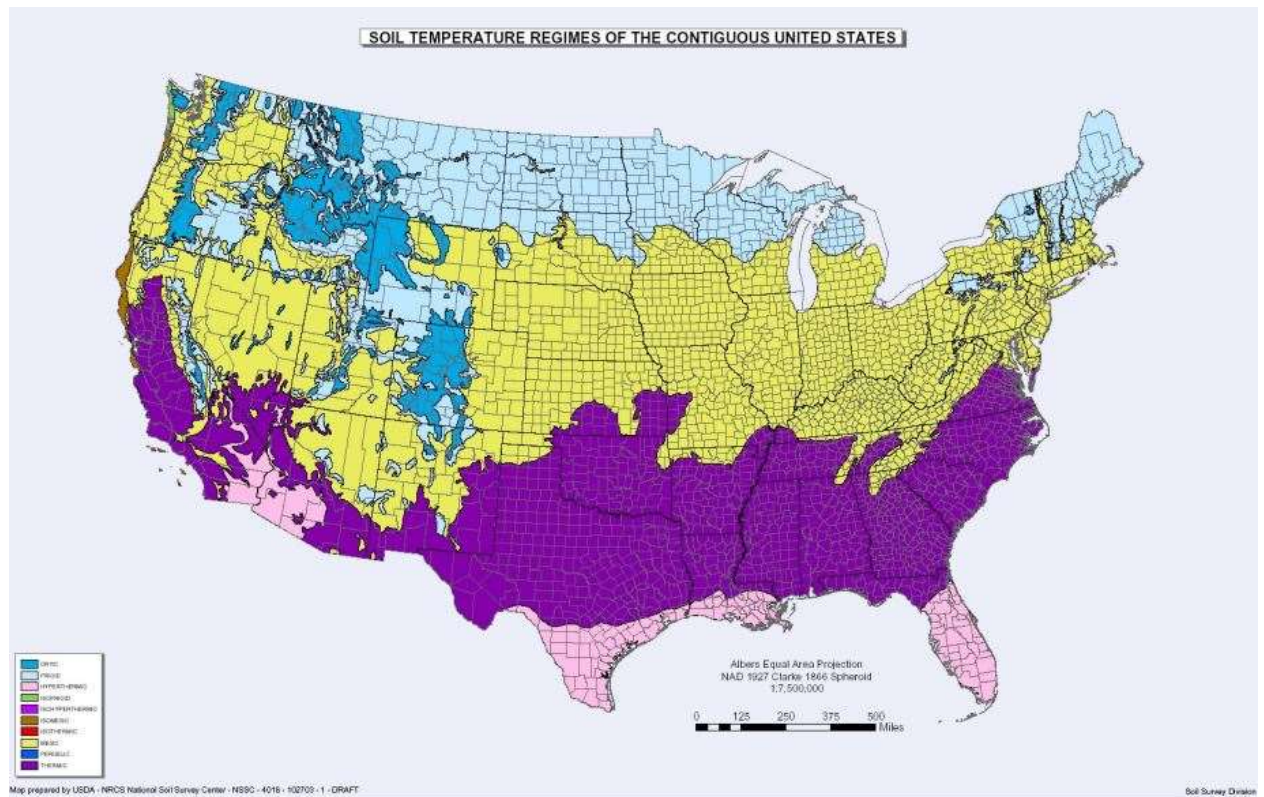 SOIL TEMPERATURE REGIMES OF THE CONTIGUOUS UNITED STATES
Albers Equal Area Projection
NAD 1927 Clarke 1866 Spheroid
1:7,500,000
0 125 250 375 500
Miles
CRYIC
FRIGID
HYPERTHERMIC
ISOFRIGID
ISOHYPERTHERMIC
ISOMESIC
ISOTHERMIC
MESIC
PERGELIC
THERMIC
Map prepared by USDA - NRCS National Soil Survey Center - NSSC - 4016 - 102703 - 1 - DRAFT
Soil Survey Division